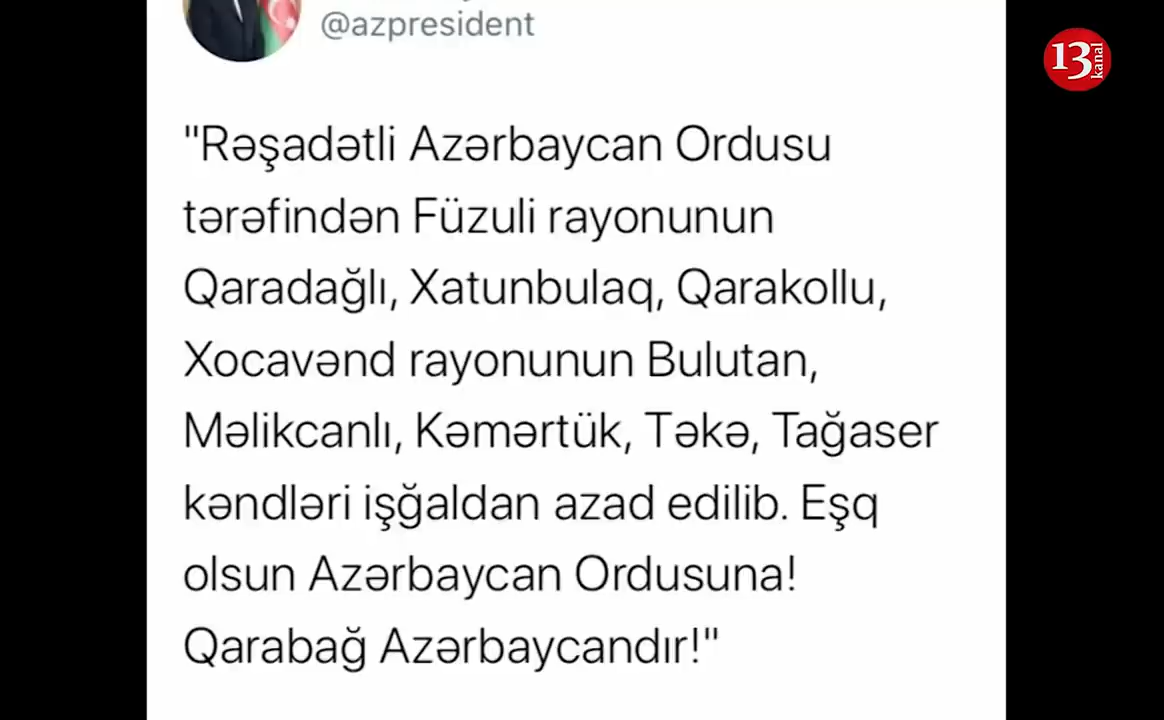 @azpresident
13
kanal
"Rəşadətli Azərbaycan Ordusu
tərəfindən Füzuli rayonunun
Qaradağlı, Xatunbulaq, Qarakollu,
Xocavənd rayonunun Bulutan,
Məlikcanlı, Kəmərtük, Təkə, Tağaser
kəndləri işğaldan azad edilib. Eşq
olsun Azərbaycan Ordusuna!
Qarabağ Azərbaycandır!"